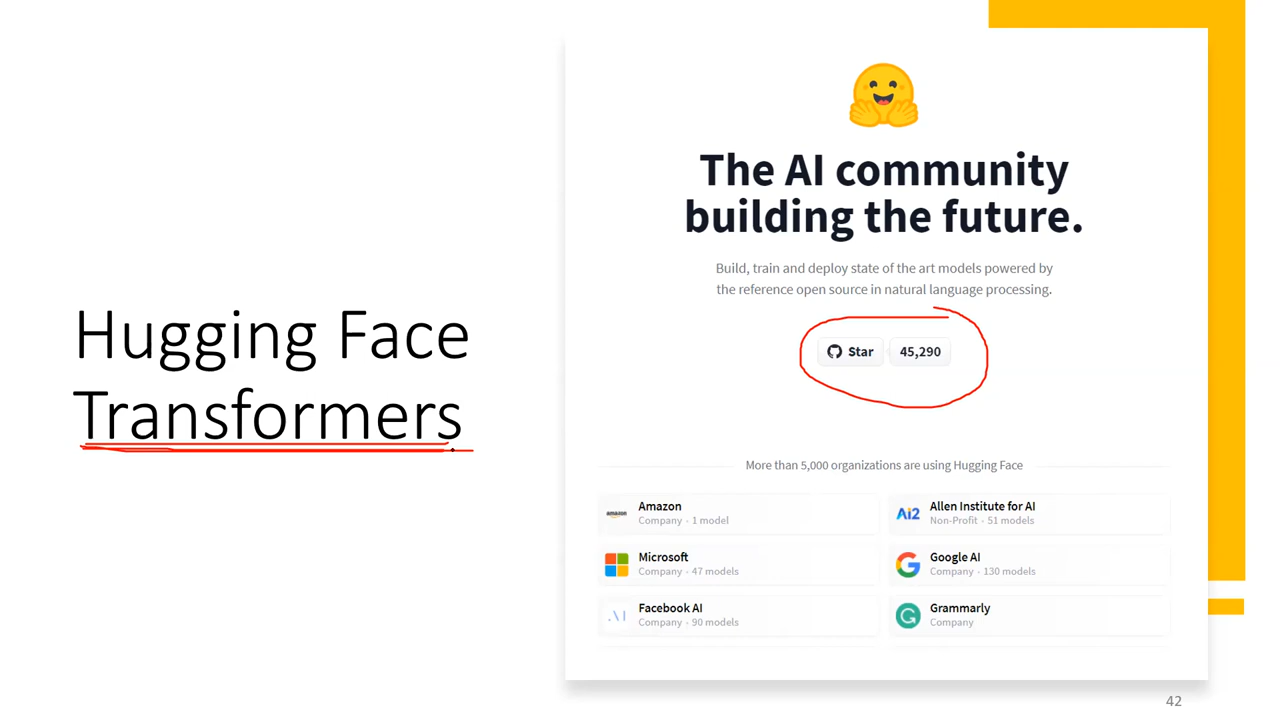 Hugging Face
Transformers
The AI community
building the future.
Build, train and deploy state of the art models powered by
the reference open source in natural language processing.
Star 45,290
More than 5,000 organizations are using Hugging Face
amazon
Amazon
Company · 1 model
Ai2
Allen Institute for AI
Non-Profit · 51 models
Microsoft
Company · 47 models
Google AI
Company · 130 models
Facebook AI
Company · 90 models
Grammarly
Company
42